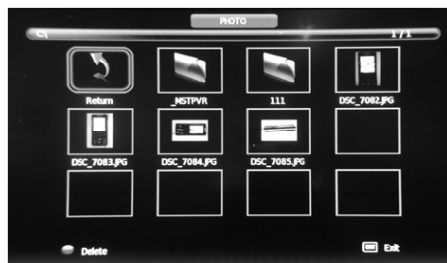 PHOTO
C:\ 1 / 1
Return _MSTPVR 111 DSC_7082.JPG
DSC_7083.JPG DSC_7084.JPG DSC_7085.JPG
Delete Exit